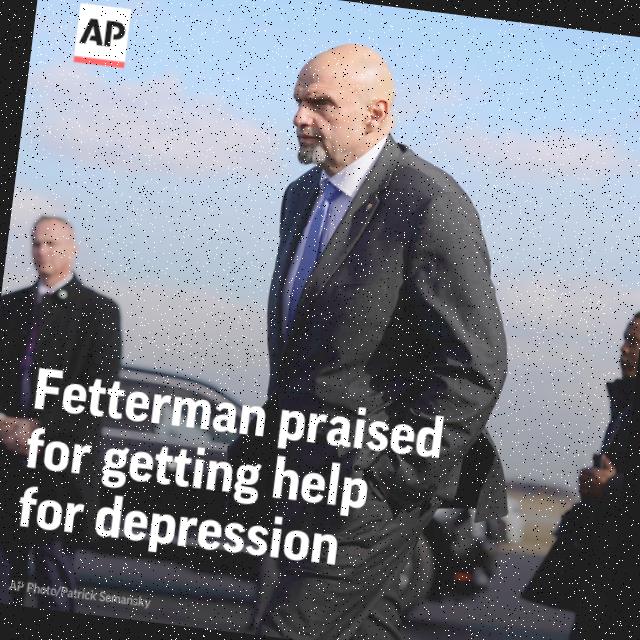 AP
Fetterman praised
for getting help
for depression
AP Photo/Patrick Semansky